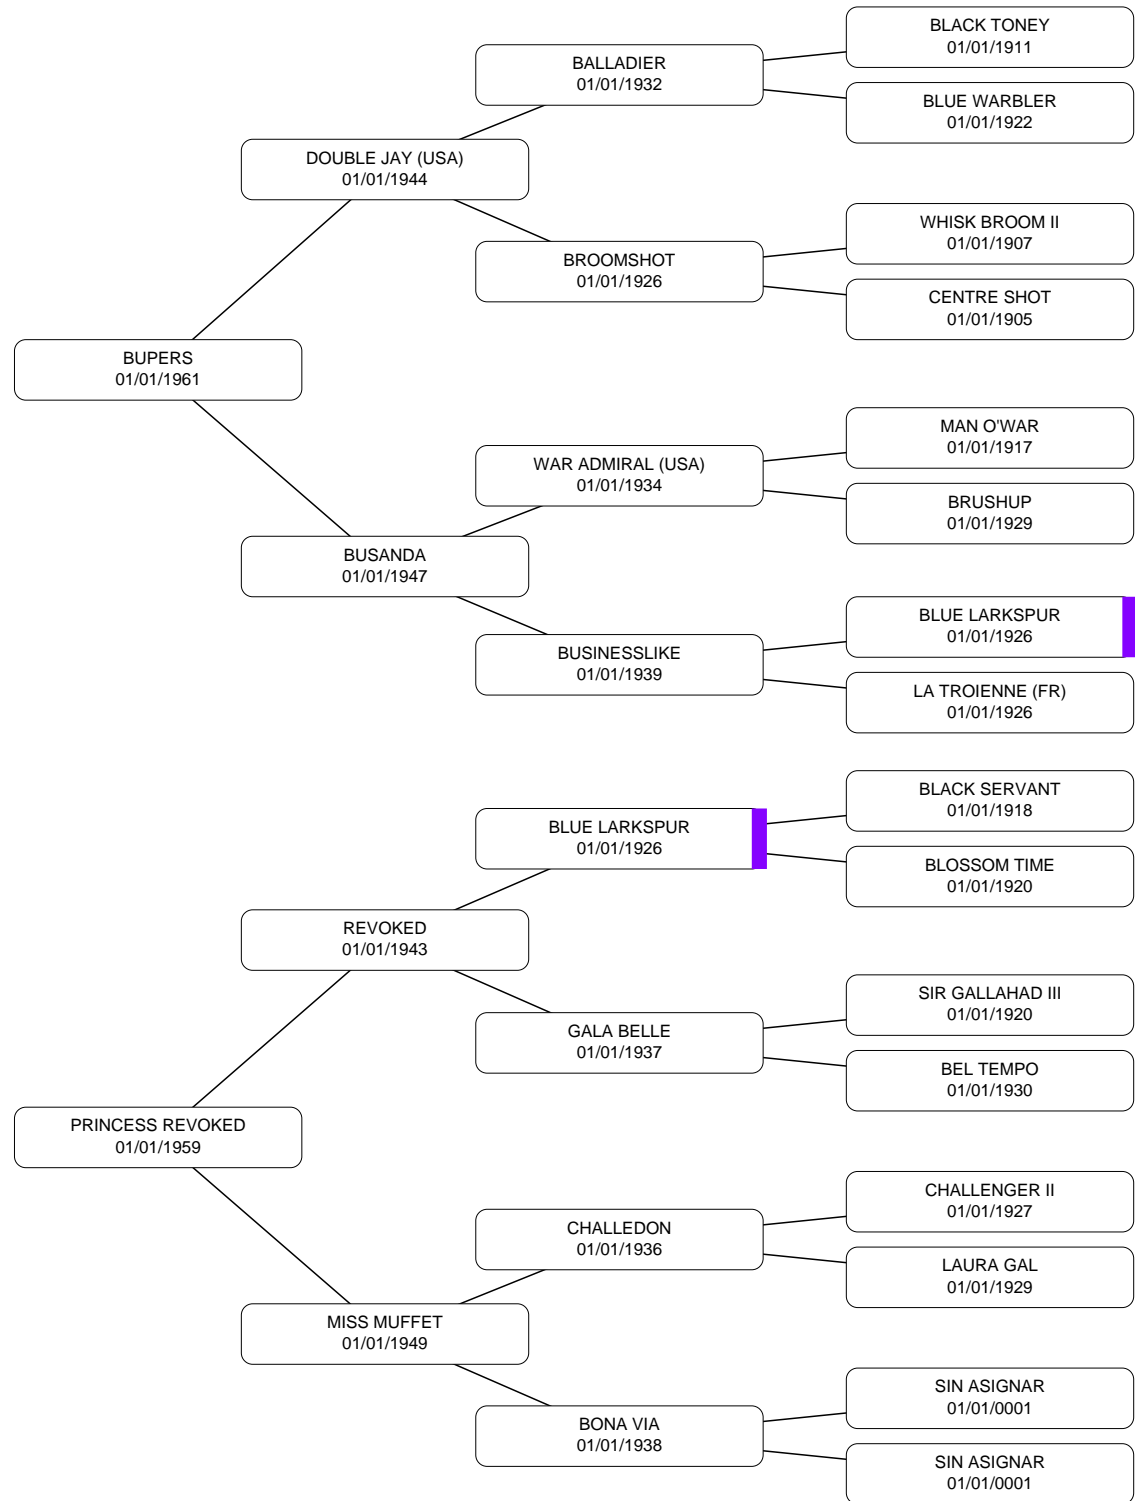 BLACK TONEY
01/01/1911
BALLADIER
01/01/1932
BLUE WARBLER
01/01/1922
DOUBLE JAY (USA)
01/01/1944
WHISK BROOM II
01/01/1907
BROOMSHOT
01/01/1926
CENTRE SHOT
01/01/1905
BUPERS
01/01/1961
MAN O'WAR
01/01/1917
WAR ADMIRAL (USA)
01/01/1934
BRUSHUP
01/01/1929
BUSANDA
01/01/1947
BLUE LARKSPUR
01/01/1926
BUSINESSLIKE
01/01/1939
LA TROIENNE (FR)
01/01/1926
BLACK SERVANT
01/01/1918
BLUE LARKSPUR
01/01/1926
BLOSSOM TIME
01/01/1920
REVOKED
01/01/1943
SIR GALLAHAD III
01/01/1920
GALA BELLE
01/01/1937
BEL TEMPO
01/01/1930
PRINCESS REVOKED
01/01/1959
CHALLENGER II
01/01/1927
CHALLEDON
01/01/1936
LAURA GAL
01/01/1929
MISS MUFFET
01/01/1949
SIN ASIGNAR
01/01/0001
BONA VIA
01/01/1938
SIN ASIGNAR
01/01/0001